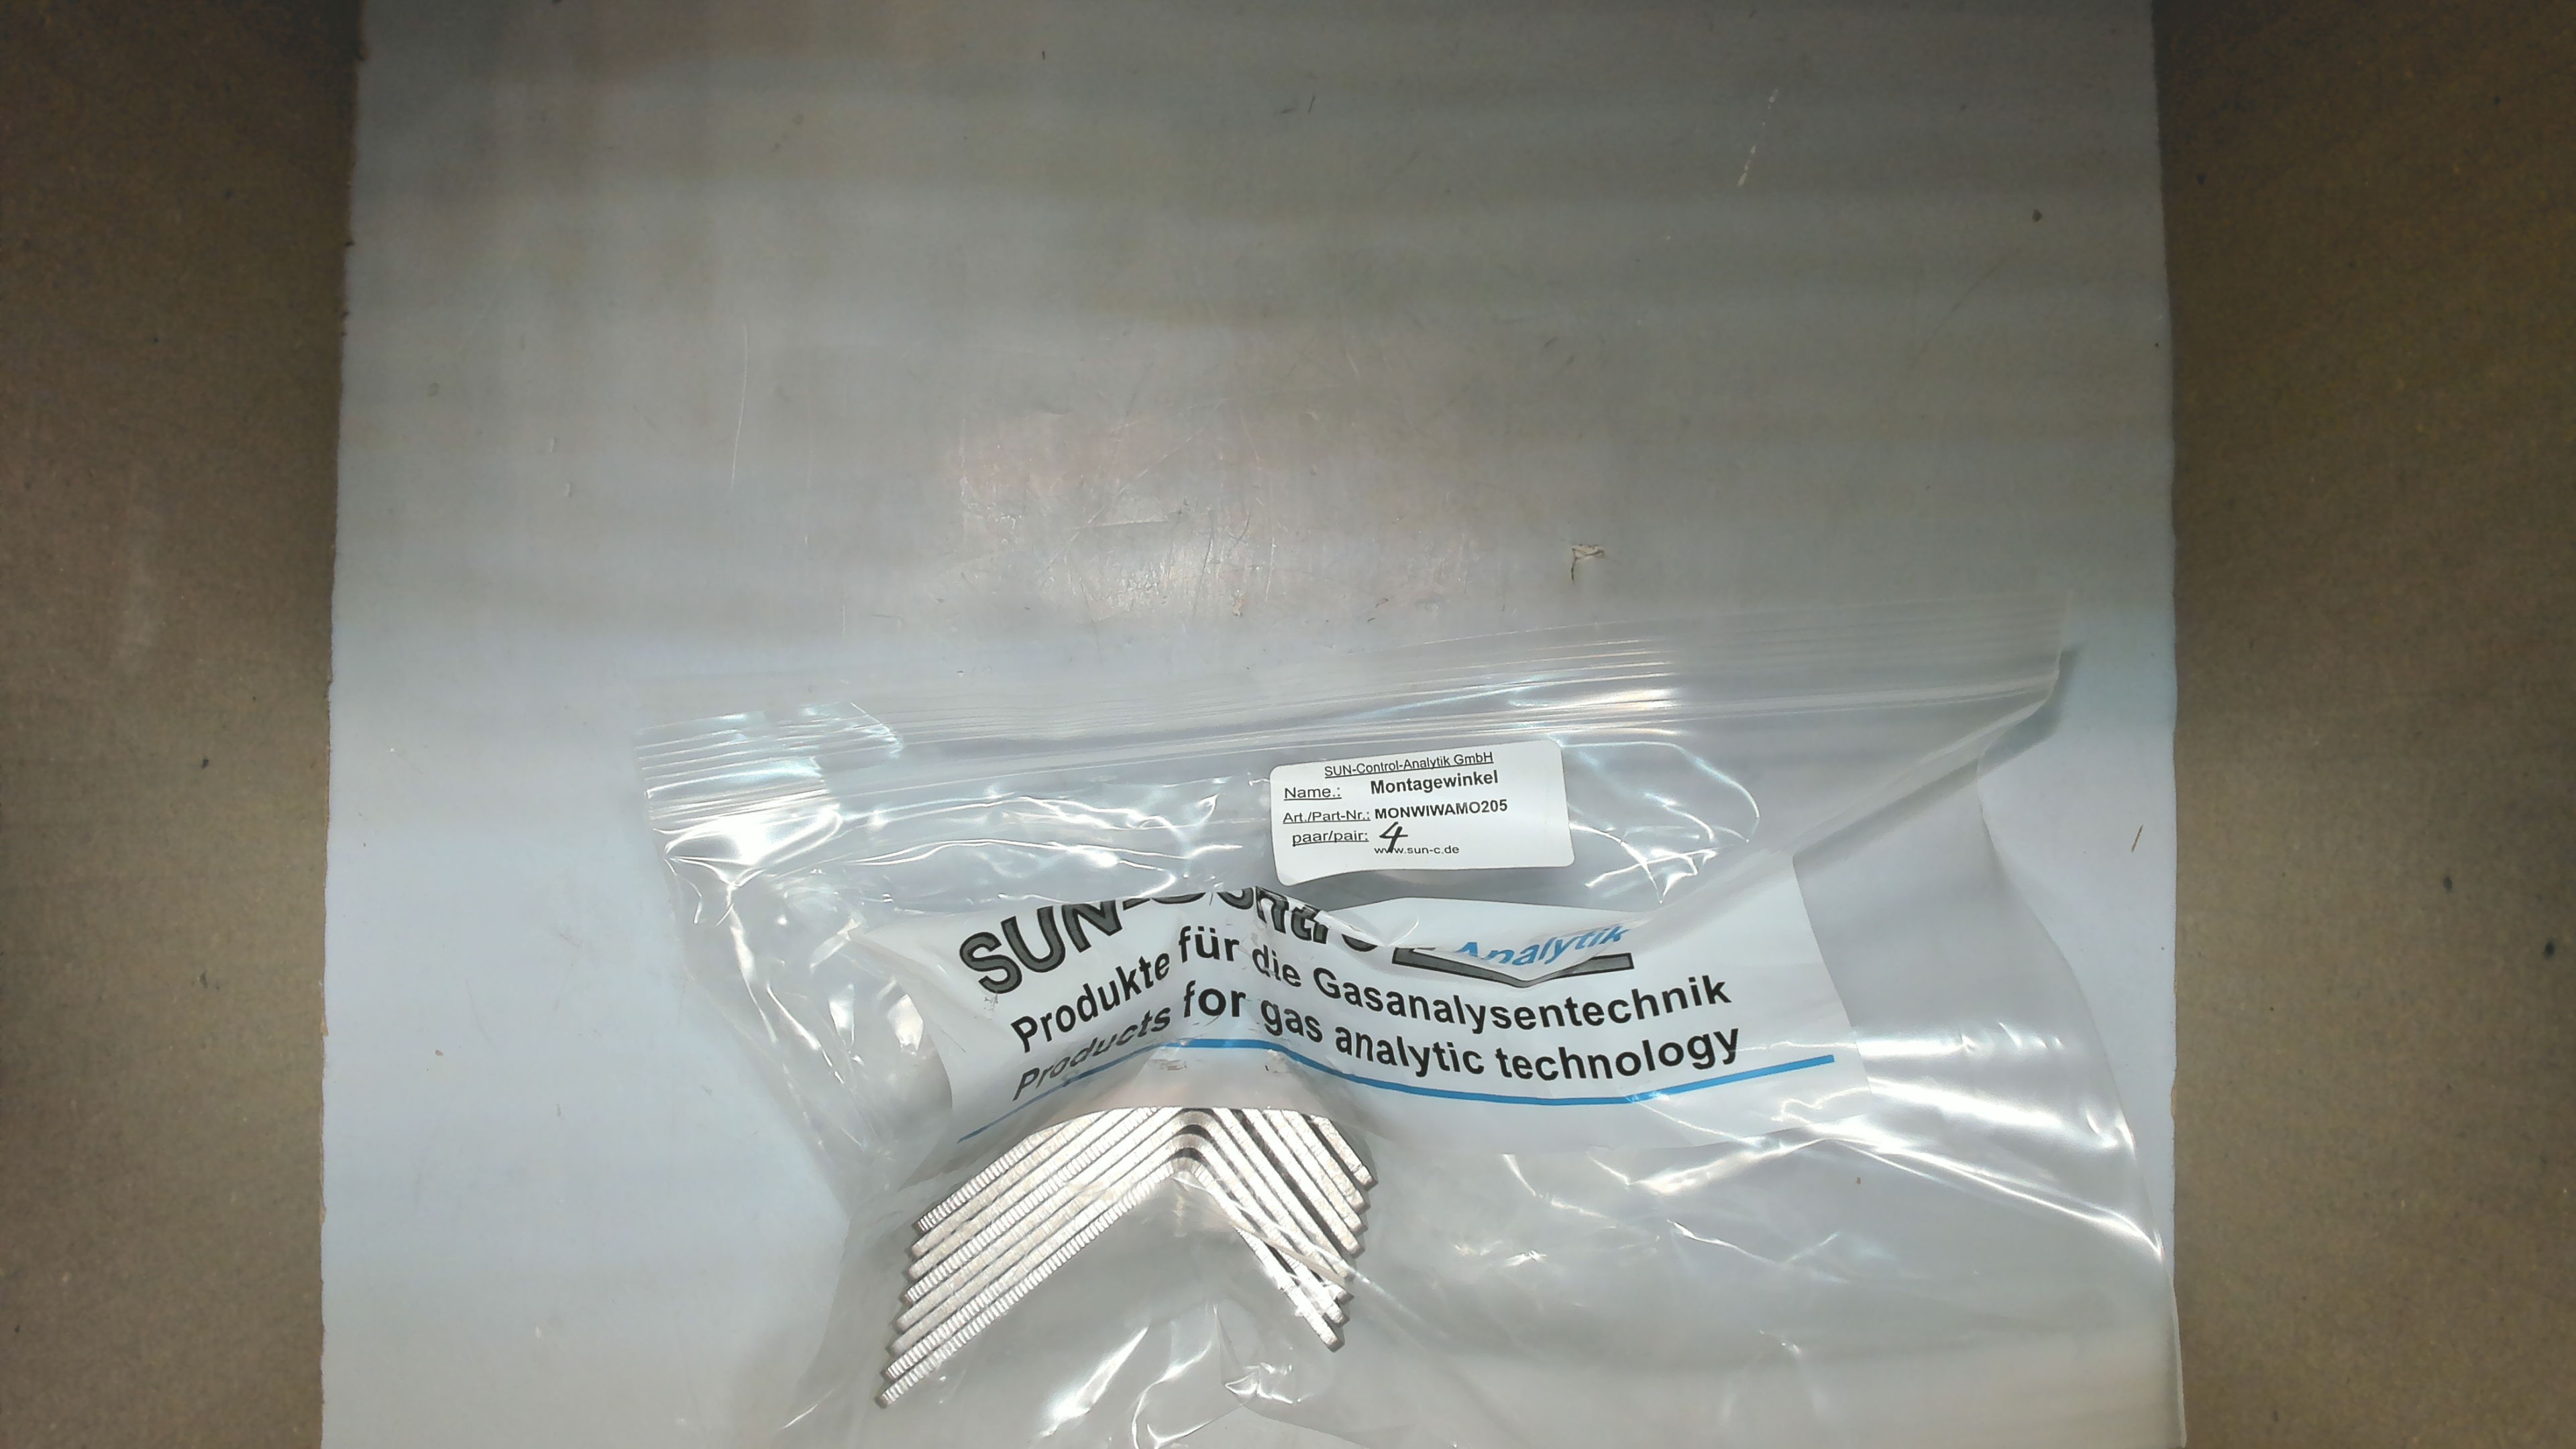 SUN-Control-Analytik GmbH
Name.: Montagewinkel
Art./Part-Nr.: MONWIWAMO205
paar/pair: 4
www.sun-c.de
SUN-Control
Analytik
Produkte für die Gasanalysentechnik
Products for gas analytic technology